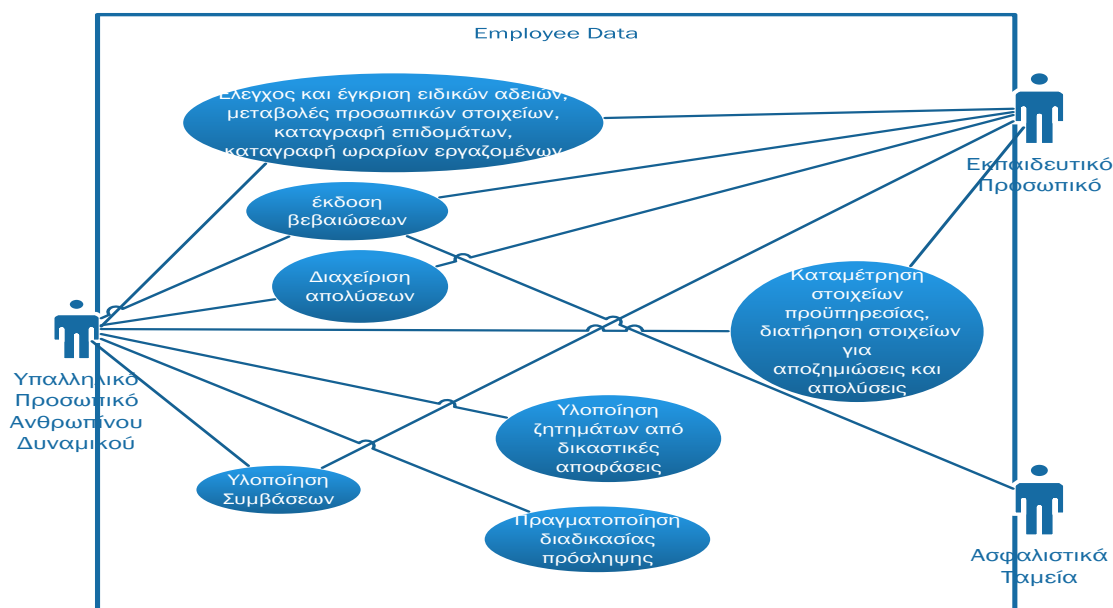 Employee Data
Έλεγχος και έγκριση ειδικών αδειών,
μεταβολές προσωπικών στοιχείων,
καταγραφή επιδομάτων,
καταγραφή ωραρίων εργαζομένων
Εκπαιδευτικό
Προσωπικό
έκδοση
βεβαιώσεων
Διαχείριση
απολύσεων
Καταμέτρηση
στοιχείων
προϋπηρεσίας,
διατήρηση στοιχείων
για
αποζημιώσεις και
απολύσεις
Υπαλληλικό
Προσωπικό
Ανθρωπίνου
Δυναμικού
Υλοποίηση
ζητημάτων από
δικαστικές
αποφάσεις
Υλοποίηση
Συμβάσεων
Πραγματοποίηση
διαδικασίας
πρόσληψης
Ασφαλιστικά
Ταμεία